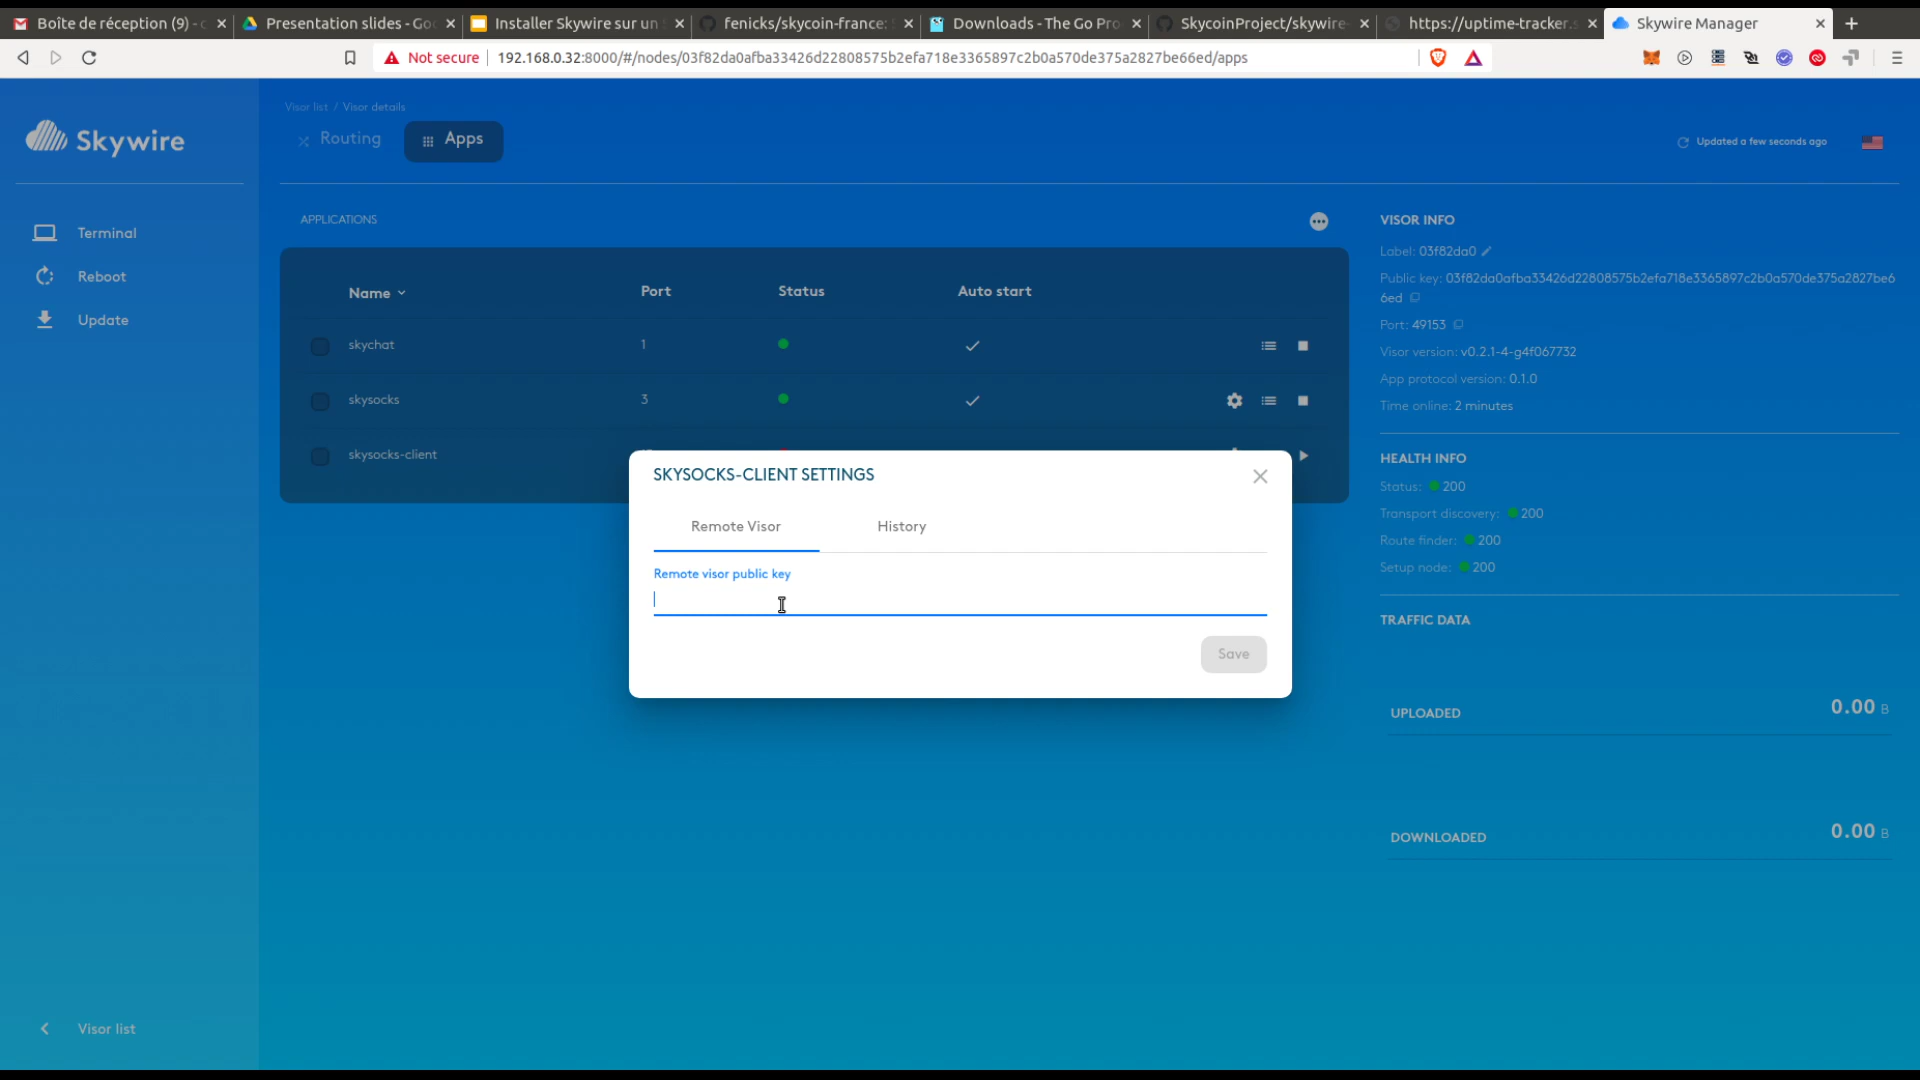 Boîte de réception (9) - c
Presentation slides - Goo
Installer Skywire sur un
fenicks/skycoin-france:
Downloads - The Go Pro
SkycoinProject/skywire-
https://uptime-tracker.s
Skywire Manager
Not secure
192.168.0.32:8000/#/nodes/03f82da0afba33426d22808575b2efa718e3365897c2b0a570de375a2827be66ed/apps
Skywire
Terminal
Reboot
Update
Visor list
Visor list / Visor details
Routing
Apps
Updated a few seconds ago
APPLICATIONS
Name Port Status Auto start
skychat 1
skysocks 3
skysocks-client
SKYSOCKS-CLIENT SETTINGS
Remote Visor History
Remote visor public key
Save
VISOR INFO
Label: 03f82da0
Public key: 03f82da0afba33426d22808575b2efa718e3365897c2b0a570de375a2827be6
6ed
Port: 49153
Visor version: v0.2.1-4-g4f067732
App protocol version: 0.1.0
Time online: 2 minutes
HEALTH INFO
Status: 200
Transport discovery: 200
Route finder: 200
Setup node: 200
TRAFFIC DATA
UPLOADED 0.00 B
DOWNLOADED 0.00 B